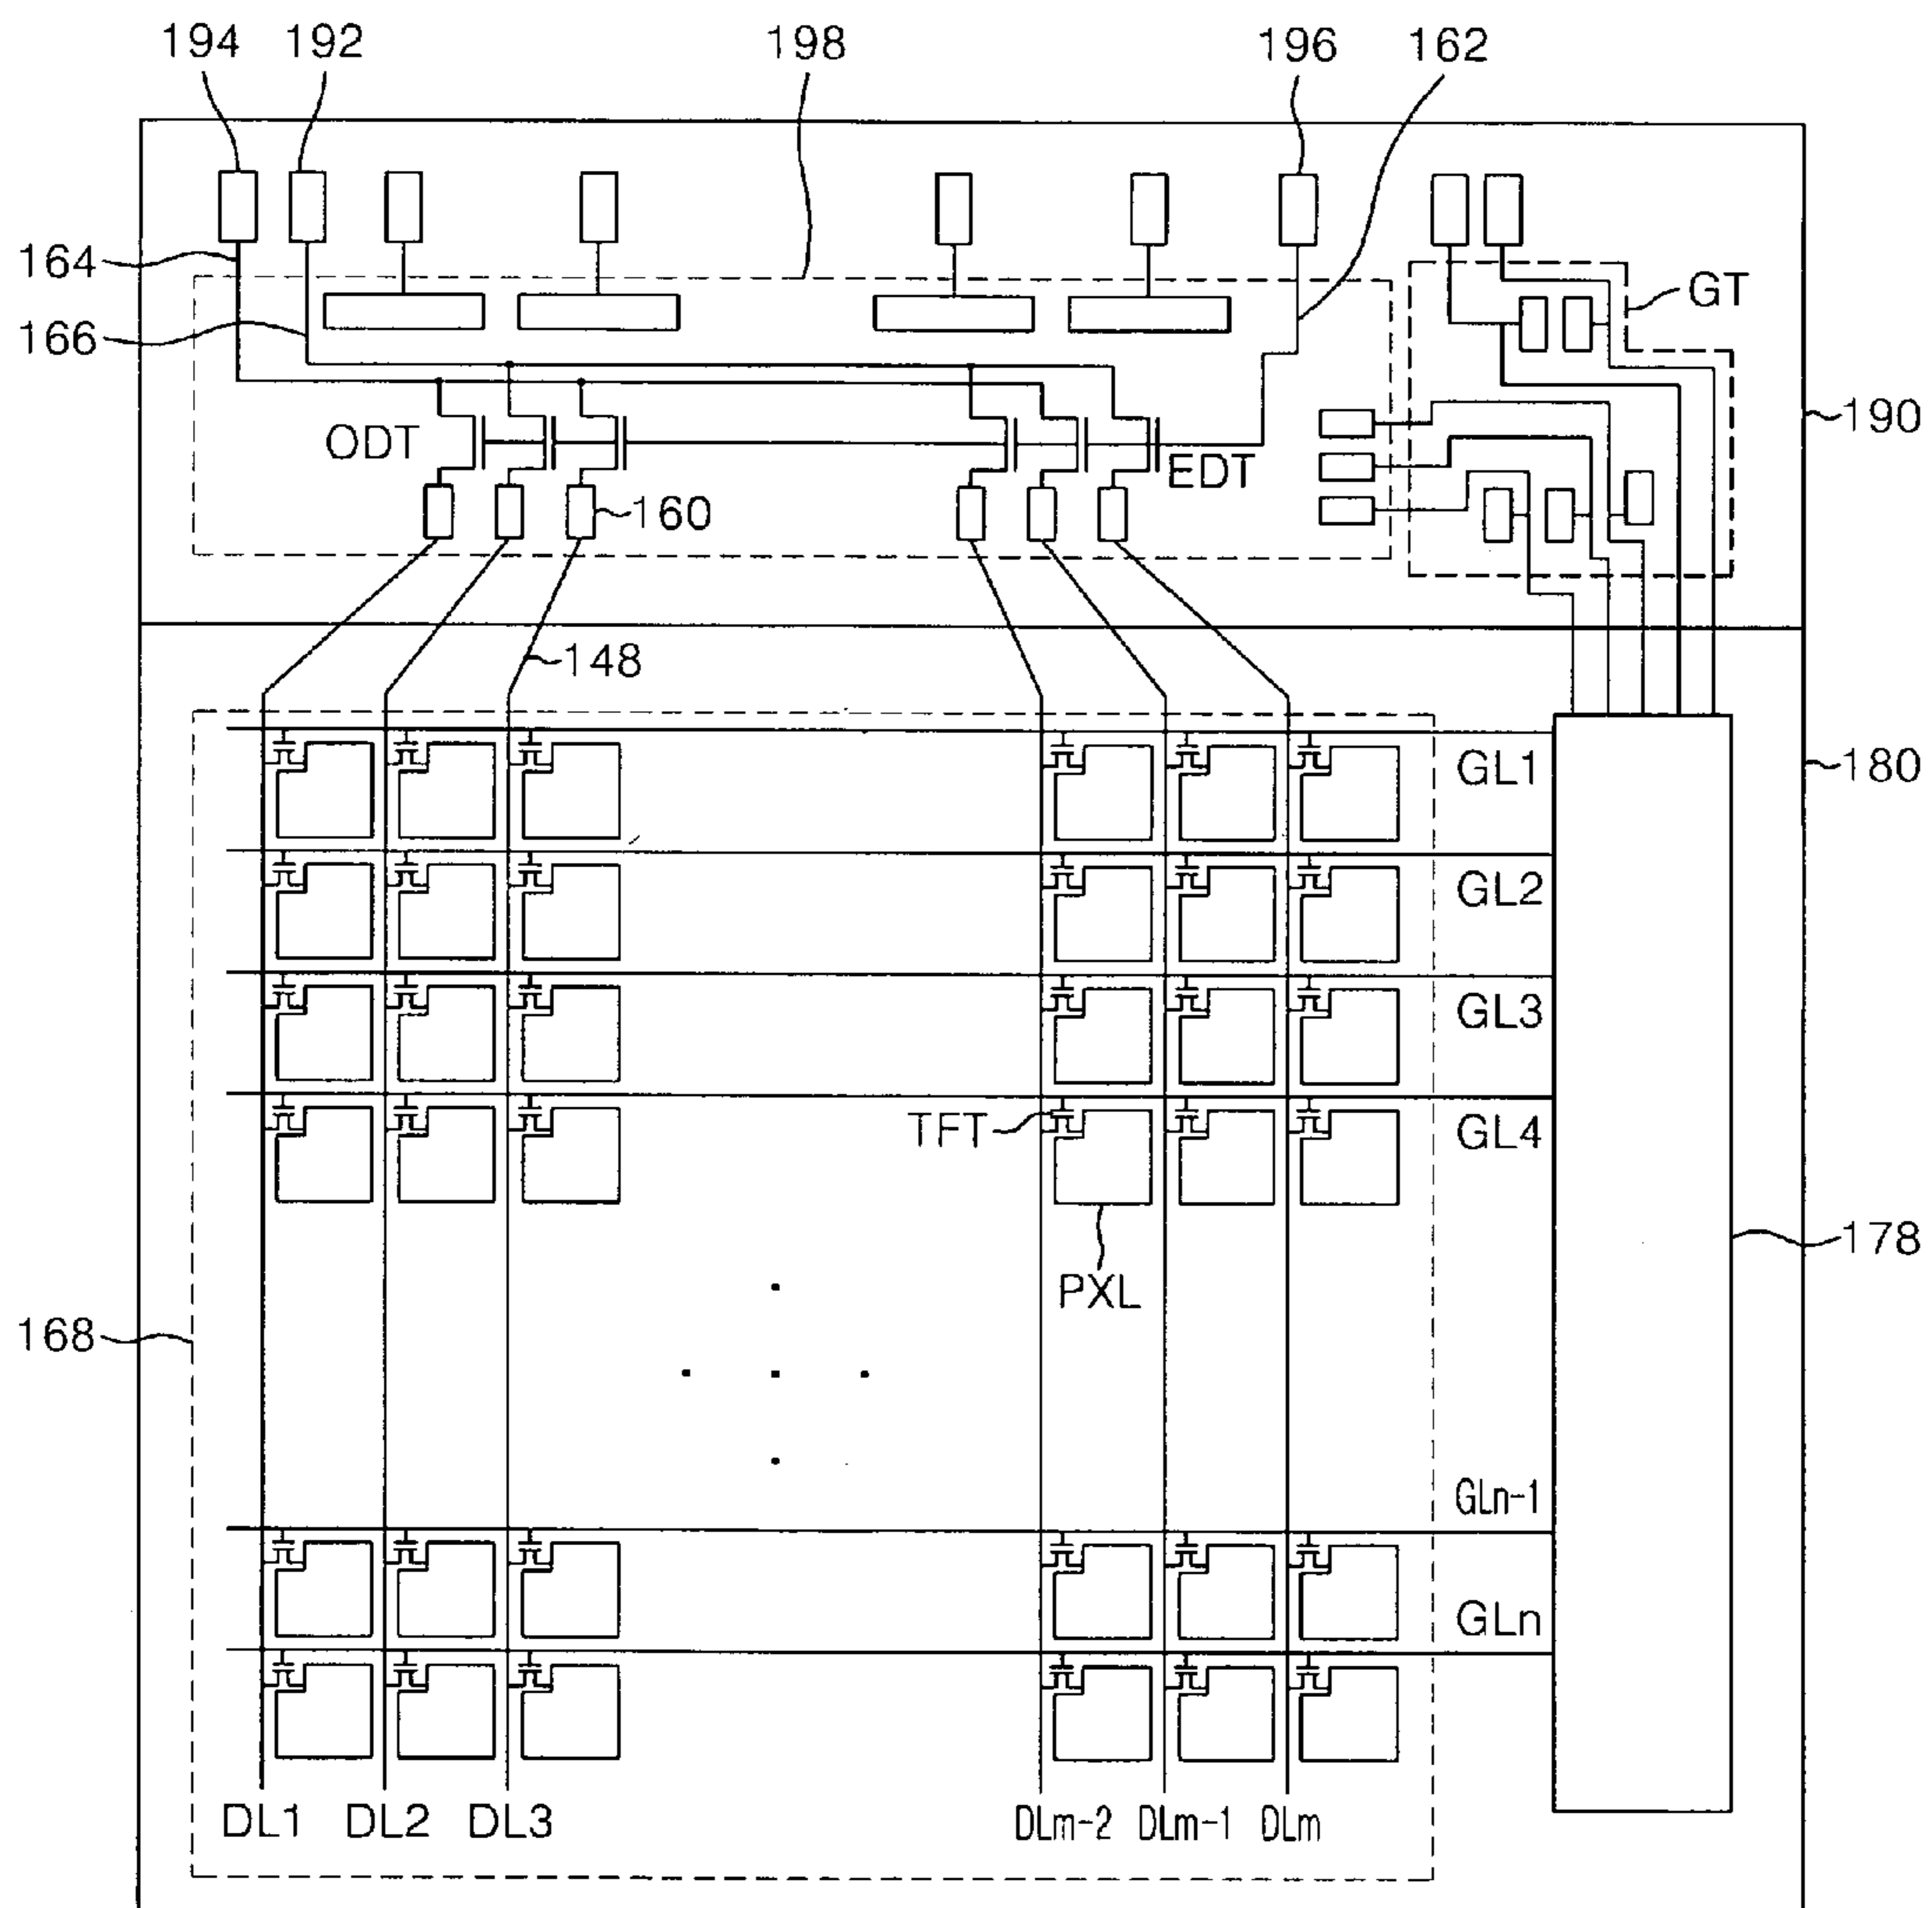 194 192 198 196 162
164
GT
166
190
ODT
EDT
160
148
GL1
180
GL2
GL3
TFT
GL4
178
PXL
168
GLn-1
GLn
DL1 DL2 DL3 DLm-2 DLm-1 DLm